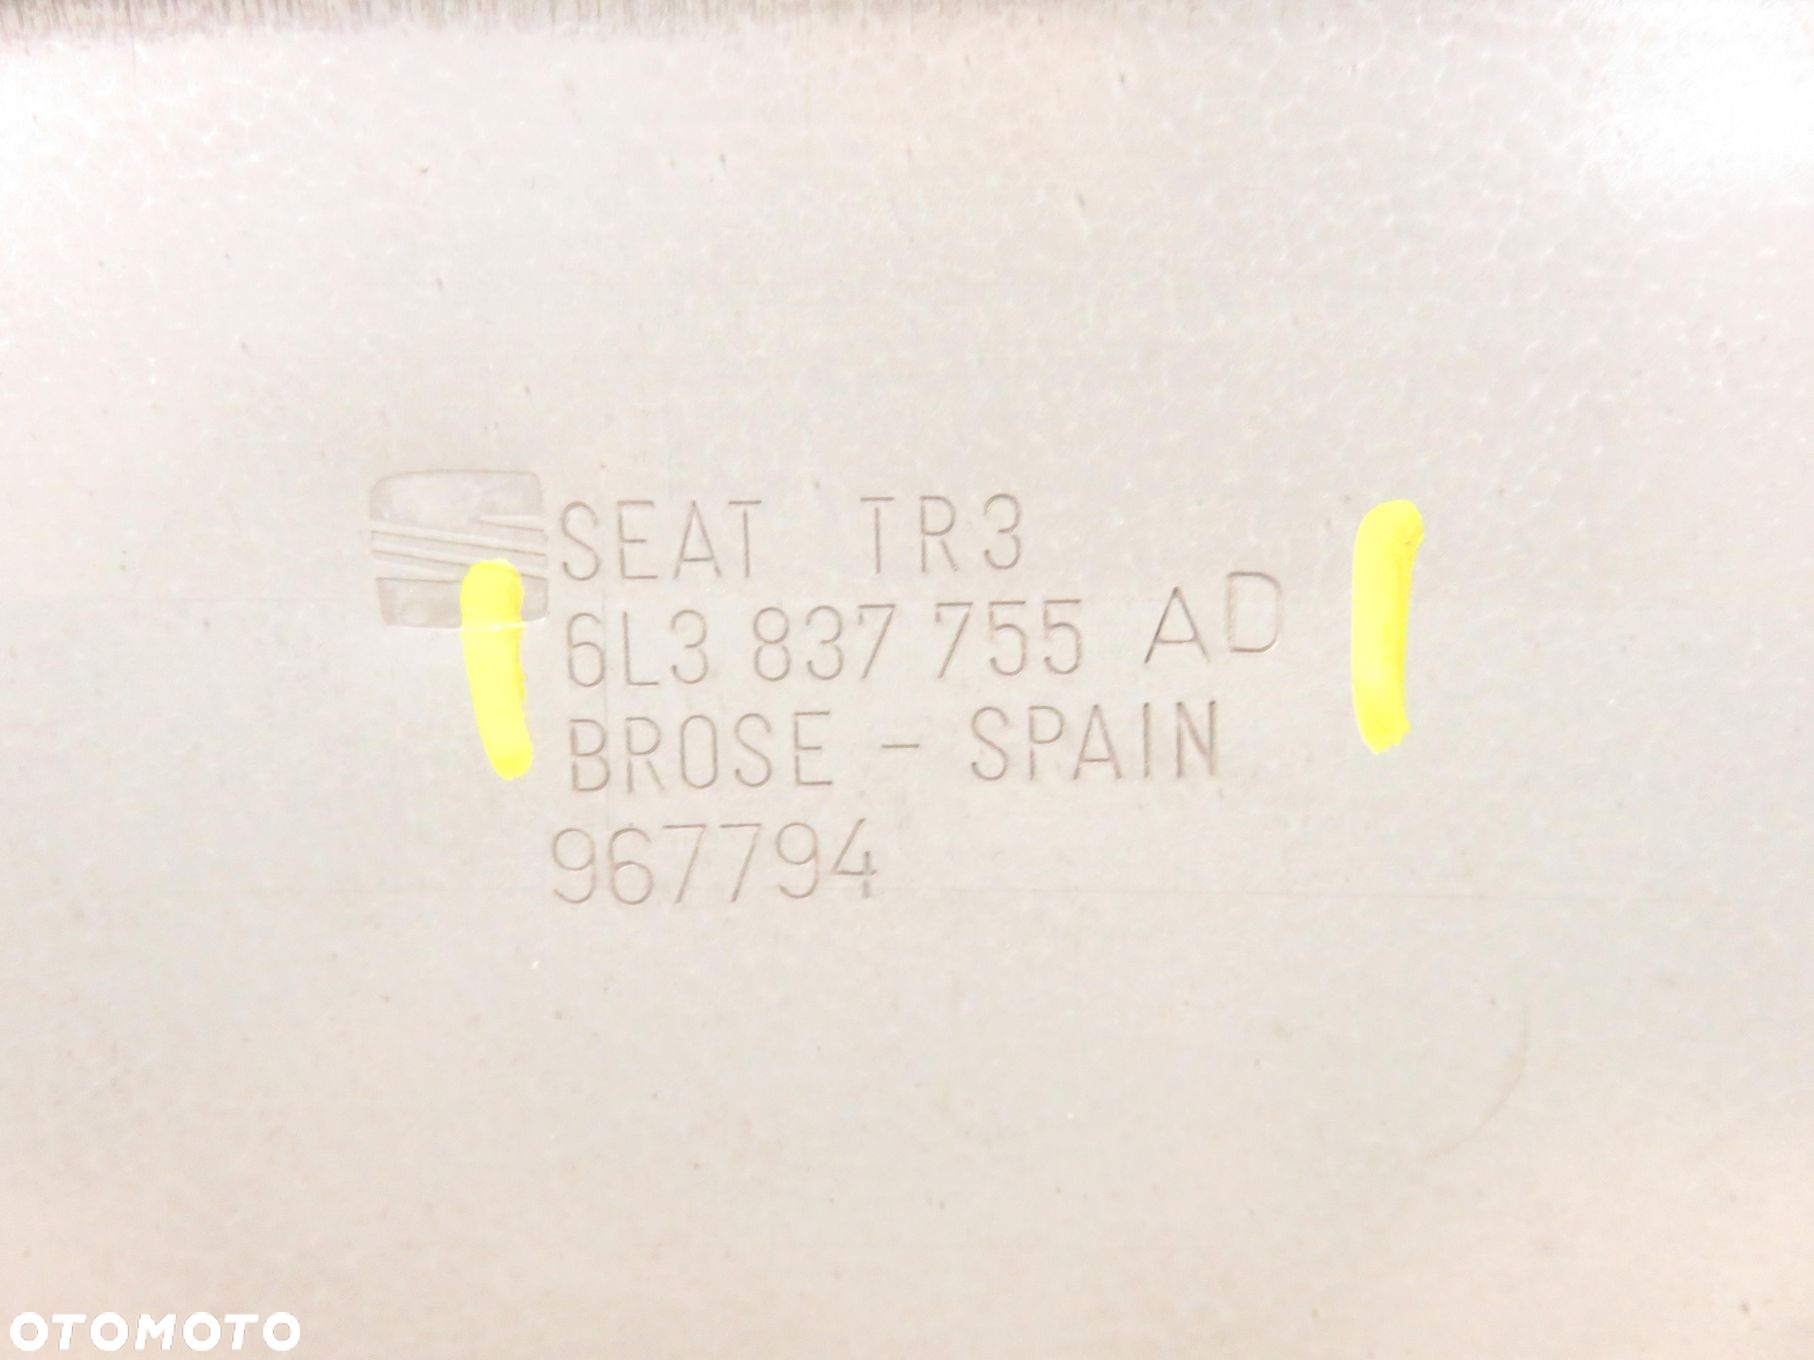 SEAT TR3
6L3 837 755 AD
BROSE - SPAIN
967794
OTOMOTO